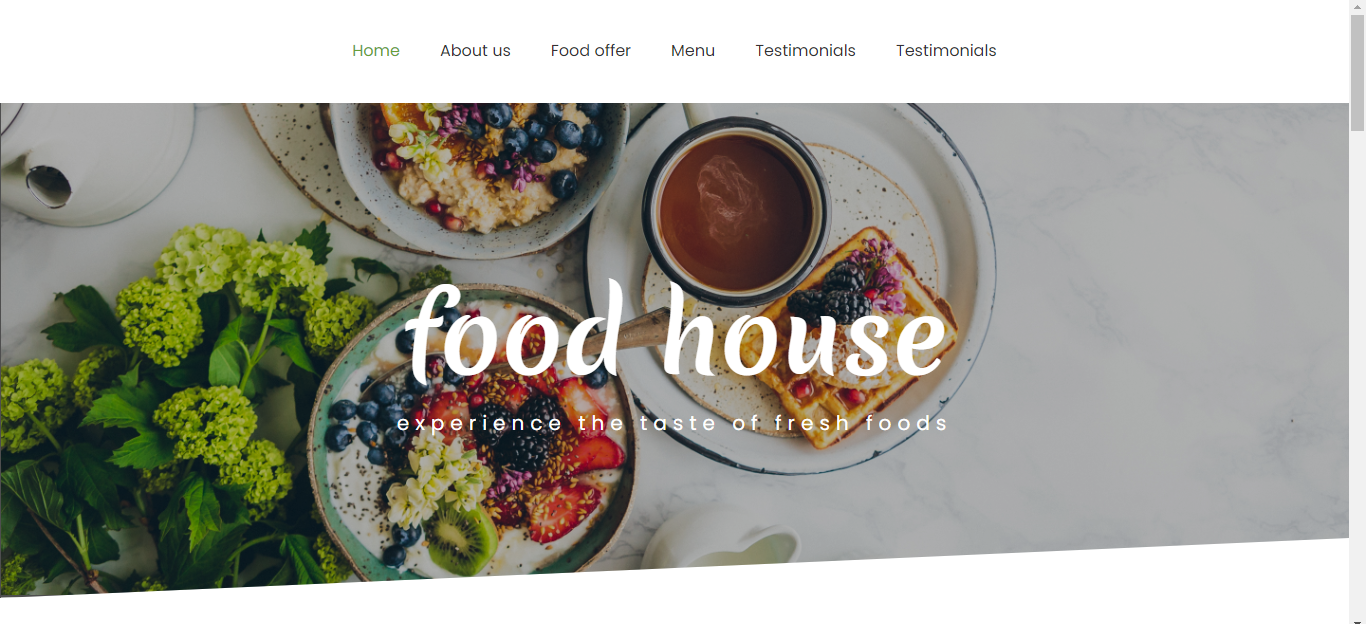 Home About us Food offer Menu Testimonials Testimonials
food house
experience the taste of fresh foods